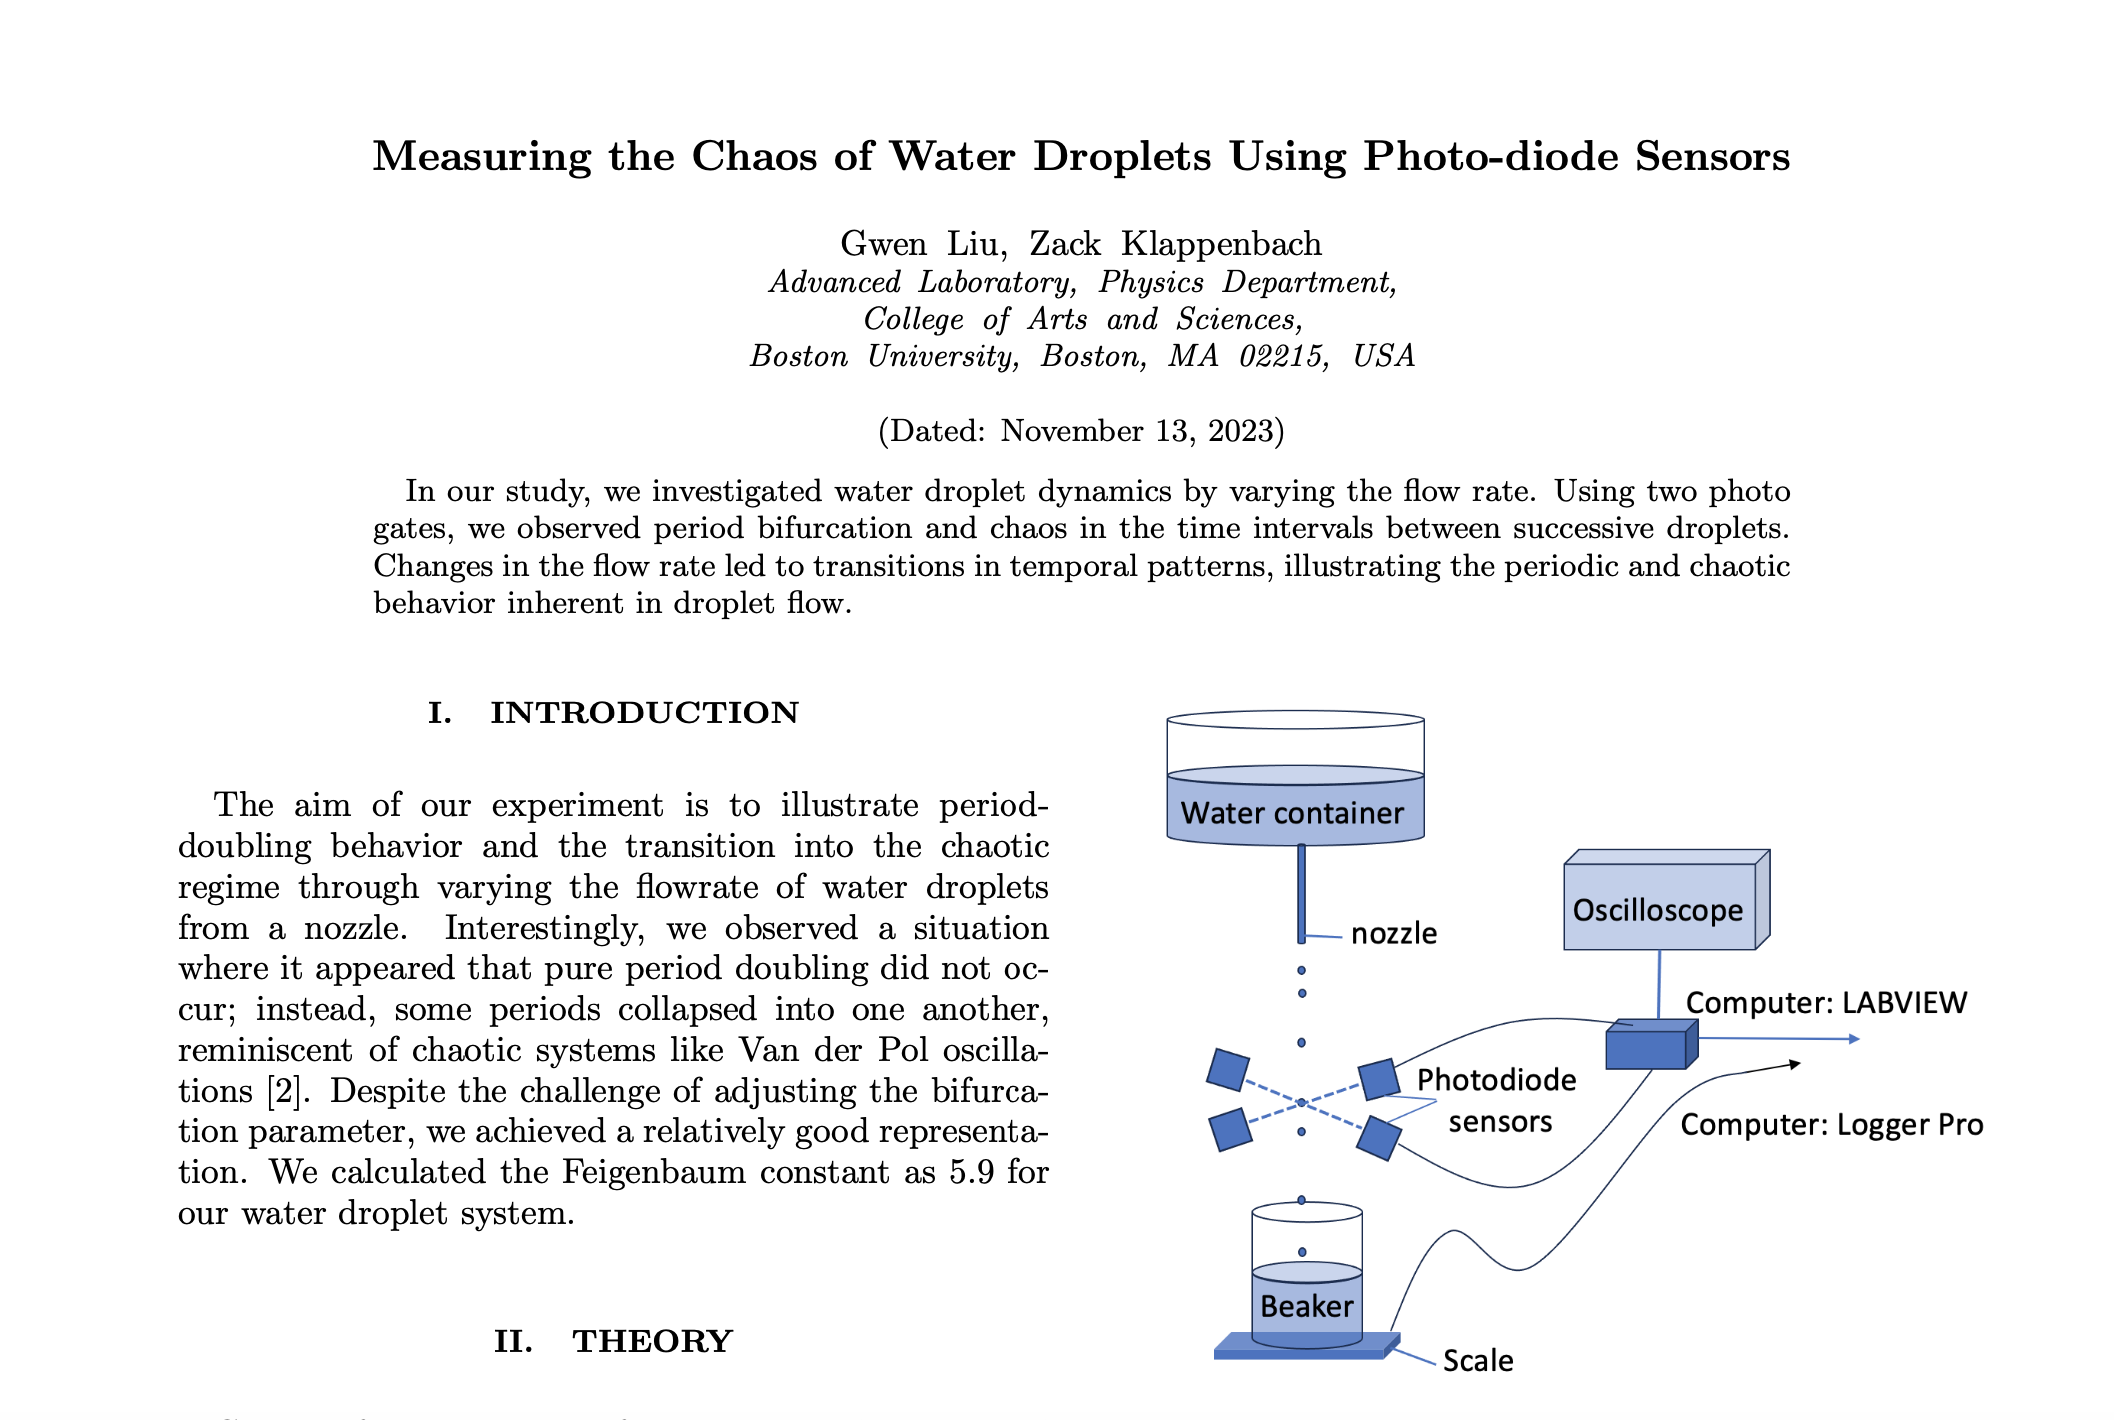 Measuring the Chaos of Water Droplets Using Photo-diode Sensors
Gwen Liu, Zack Klappenbach
Advanced Laboratory, Physics Department,
College of Arts and Sciences,
Boston University, Boston, MA 02215, USA
(Dated: November 13, 2023)
In our study, we investigated water droplet dynamics by varying the flow rate. Using two photo
gates, we observed period bifurcation and chaos in the time intervals between successive droplets.
Changes in the flow rate led to transitions in temporal patterns, illustrating the periodic and chaotic
behavior inherent in droplet flow.
I. INTRODUCTION
The aim of our experiment is to illustrate period-
doubling behavior and the transition into the chaotic
regime through varying the flowrate of water droplets
from a nozzle. Interestingly, we observed a situation
where it appeared that pure period doubling did not oc-
cur; instead, some periods collapsed into one another,
reminiscent of chaotic systems like Van der Pol oscilla-
tions [2]. Despite the challenge of adjusting the bifurca-
tion parameter, we achieved a relatively good representa-
tion. We calculated the Feigenbaum constant as 5.9 for
our water droplet system.
II. THEORY
Water container
nozzle
Oscilloscope
Computer: LABVIEW
Photodiode
sensors
Computer: Logger Pro
Beaker
Scale